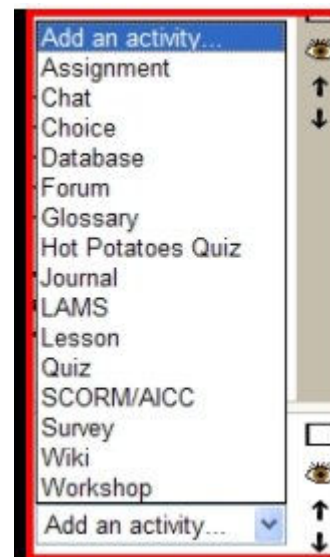 Add an activity...
Assignment
Chat
Choice
Database
Forum
Glossary
Hot Potatoes Quiz
Journal
LAMS
Lesson
Quiz
SCORM/AICC
Survey
Wiki
Workshop
Add an activity...